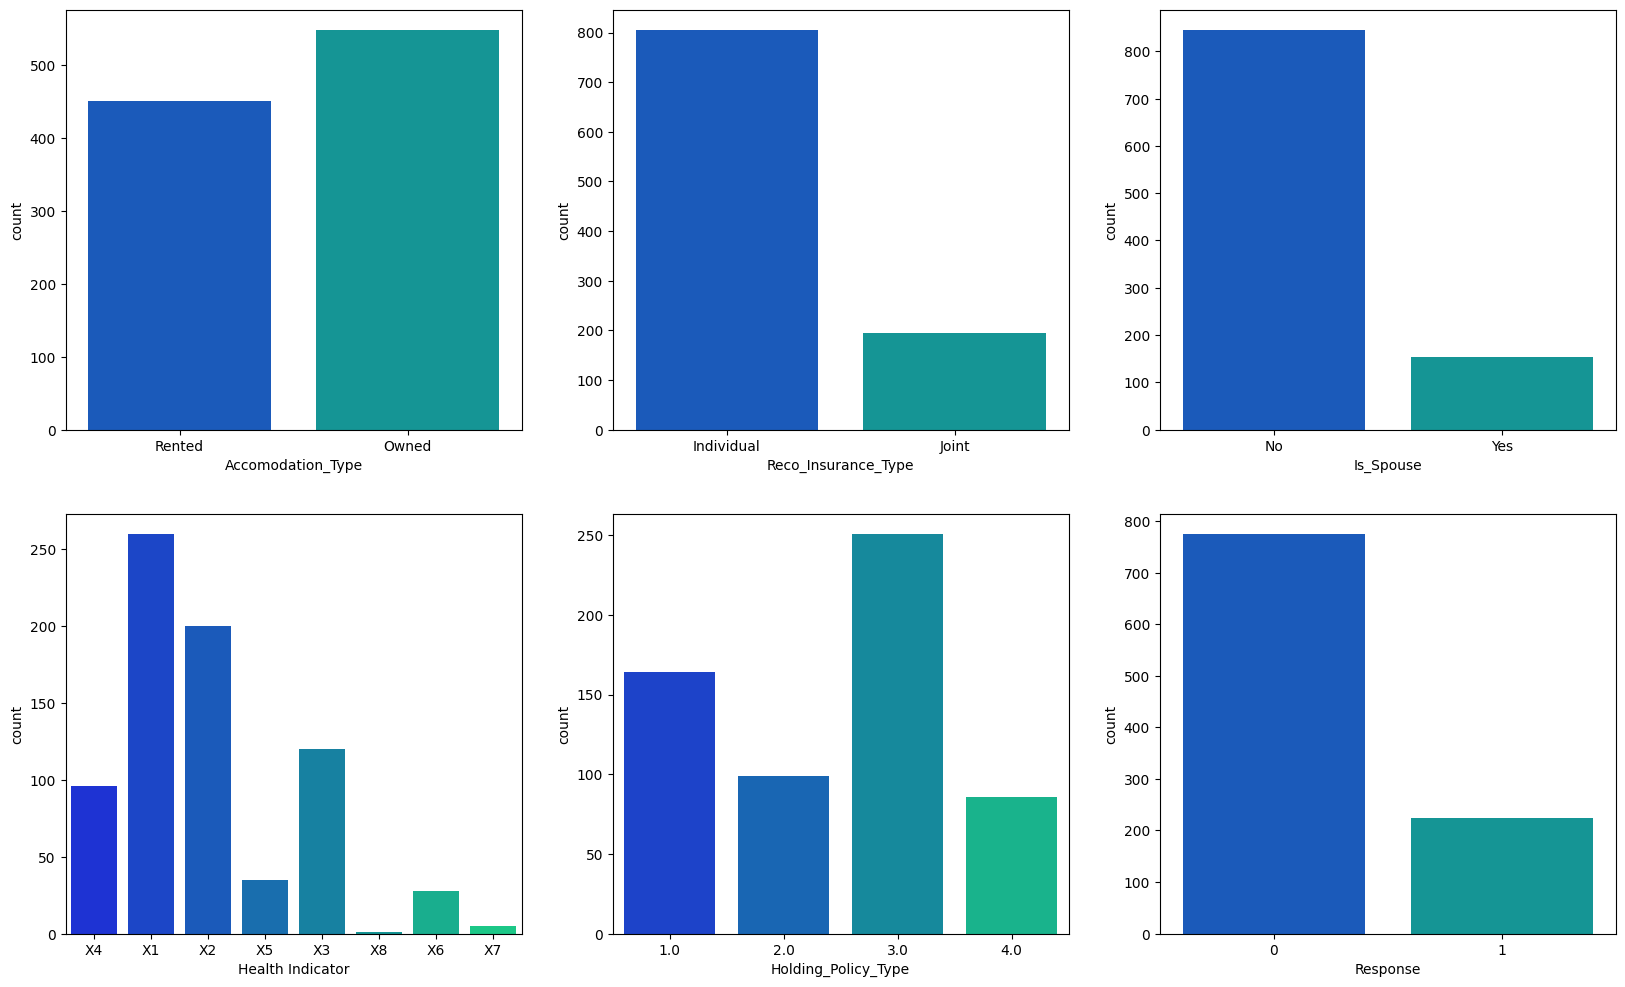 500
400
300
200
100
0
count
Rented Owned
Accomodation_Type
800
700
600
500
400
300
200
100
0
count
Individual Joint
Reco_Insurance_Type
800
700
600
500
400
300
200
100
0
count
No Yes
Is_Spouse
250
200
150
100
50
0
count
X4 X1 X2 X5 X3 X8 X6 X7
Health Indicator
250
200
150
100
50
0
count
1.0 2.0 3.0 4.0
Holding_Policy_Type
800
700
600
500
400
300
200
100
0
count
0 1
Response